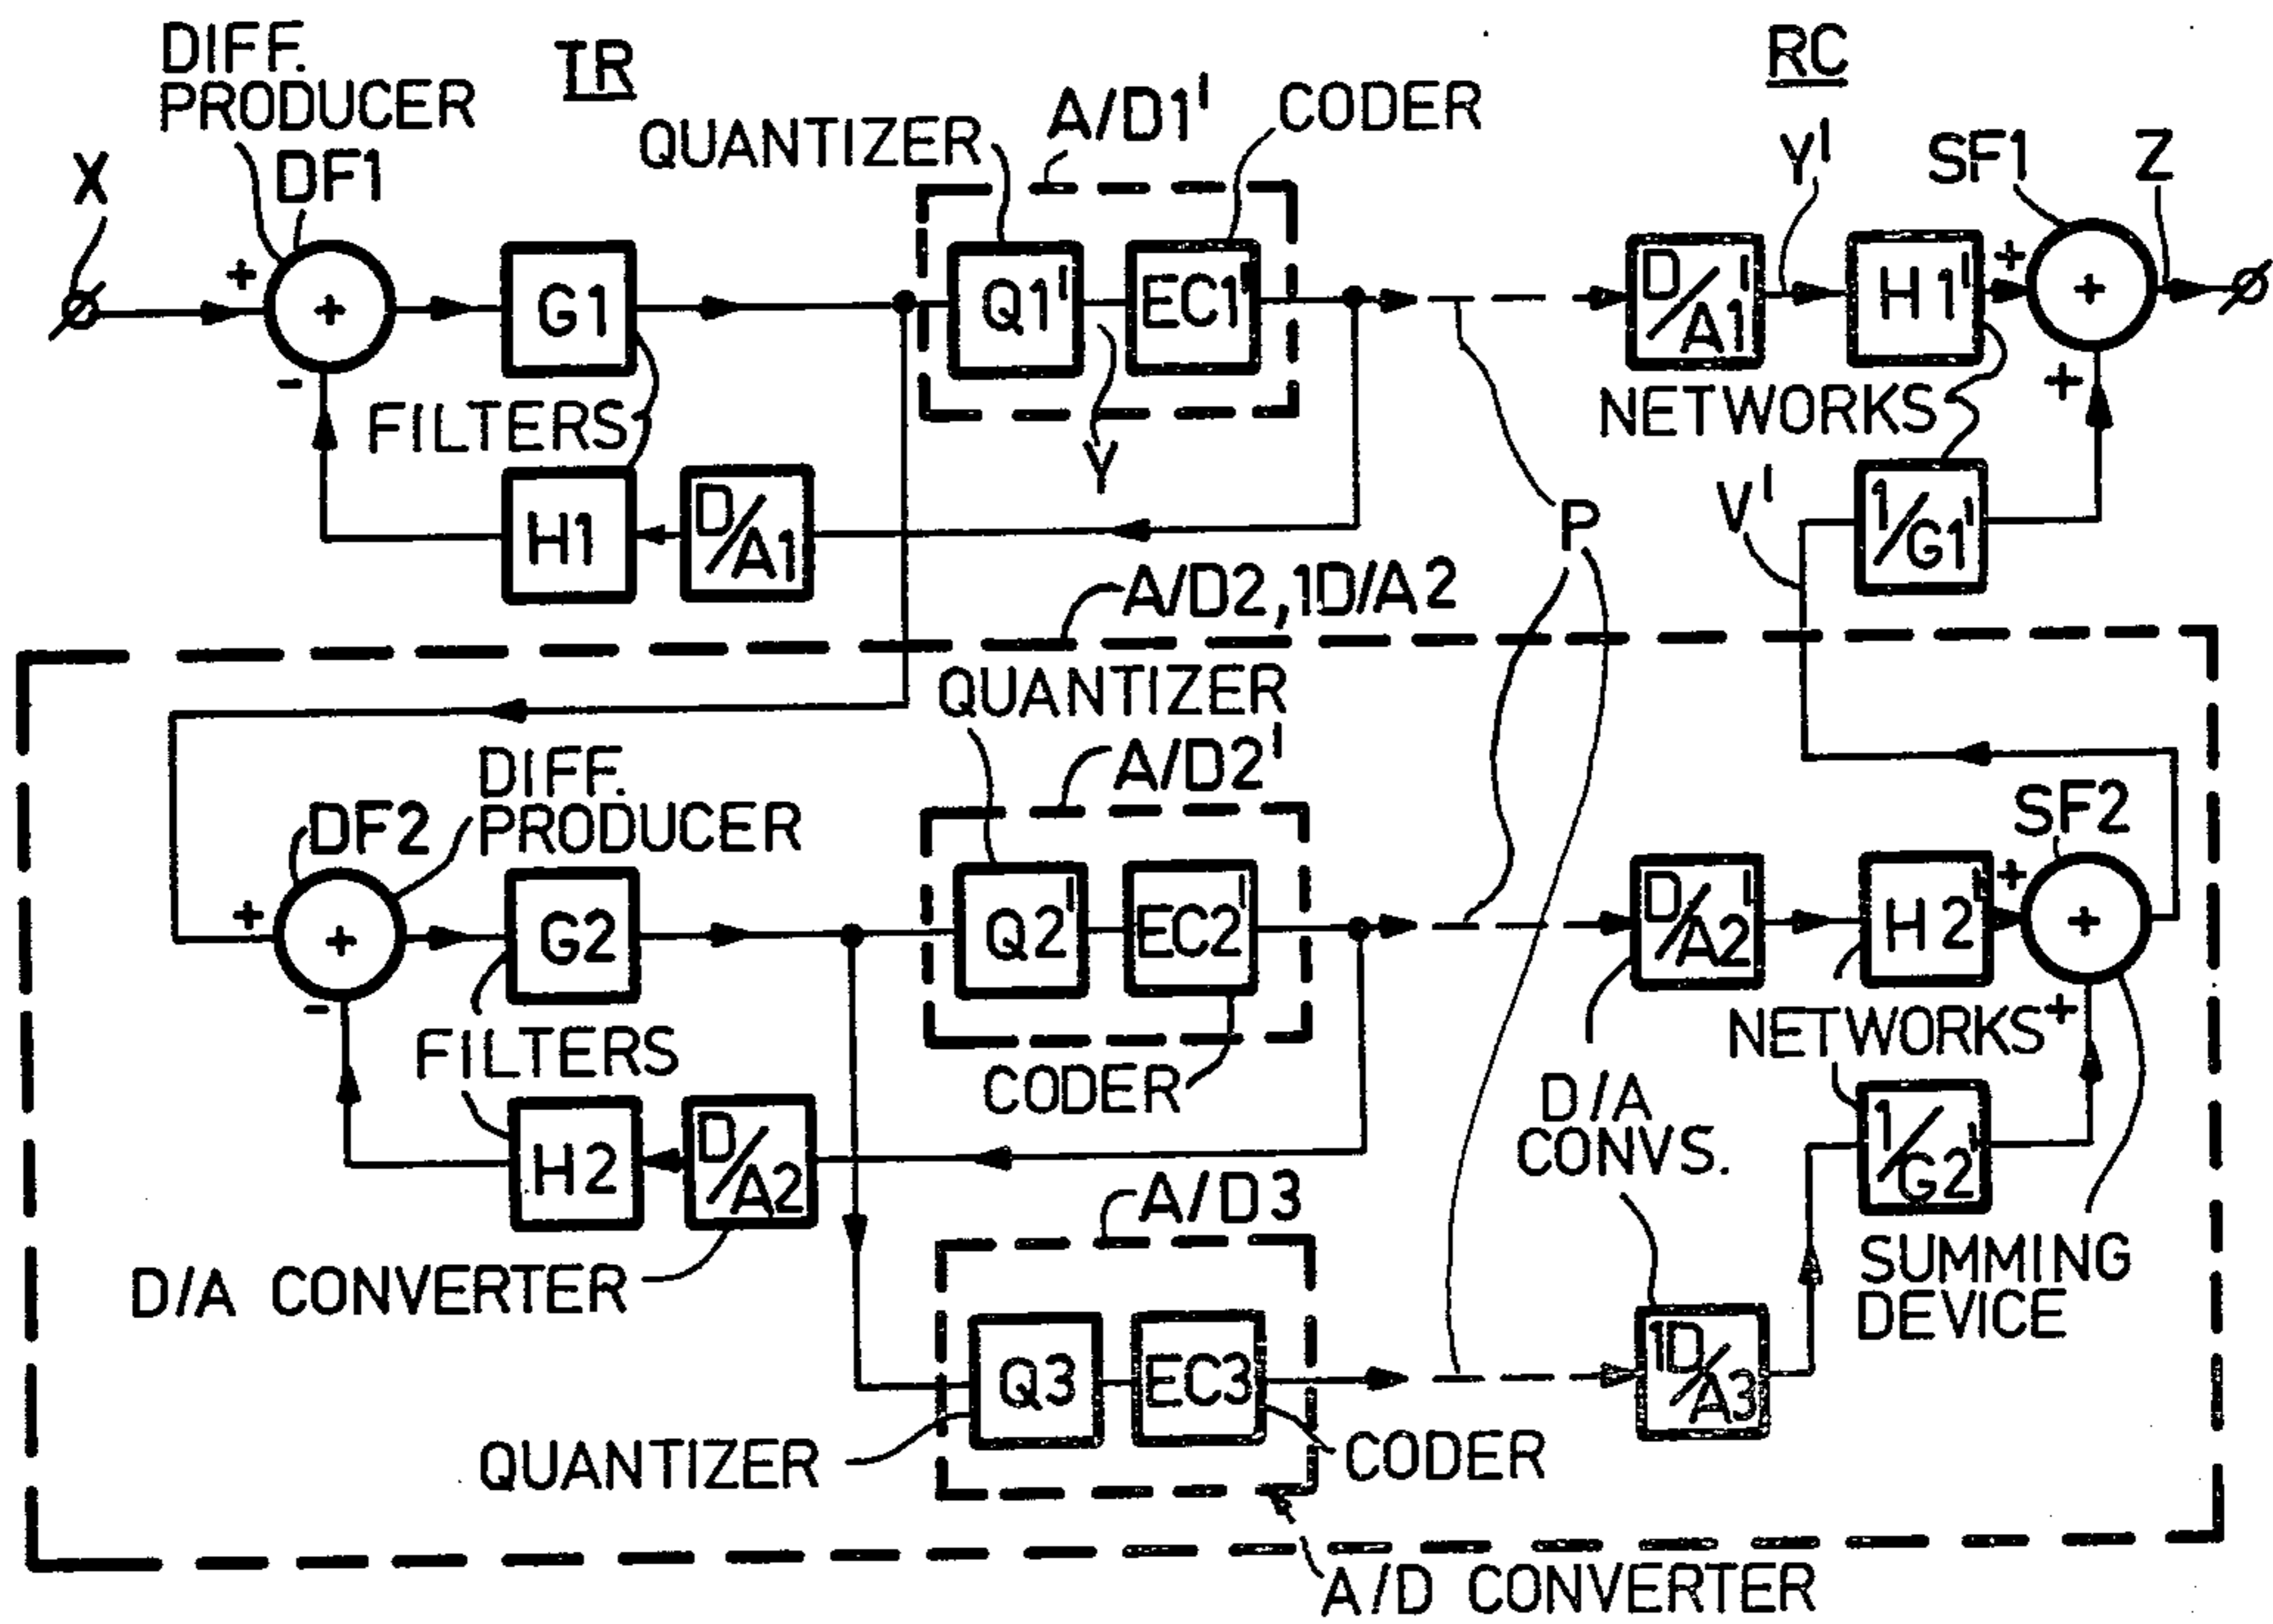 DIFF.
PRODUCER
TR
RC
QUANTIZER
A/D1'
CODER
X
DF1
Y'
SF1
Z
+
+
G1
Q1'
EC1'
D/A1'
H1'
+
+
-
FILTERS
Y
NETWORKS
+
H1
D/A1
P
V'
1/G1'
A/D2,1D/A2
QUANTIZER
A/D2'
DIFF.
PRODUCER
DF2
SF2
+
+
G2
Q2'
EC2'
D/A2'
H2'
+
+
-
FILTERS
CODER
NETWORKS
+
H2
D/A2
D/A
CONVS.
1/G2'
A/D3
D/A CONVERTER
SUMMING
DEVICE
Q3
EC3
1D/A3
QUANTIZER
CODER
A/D CONVERTER